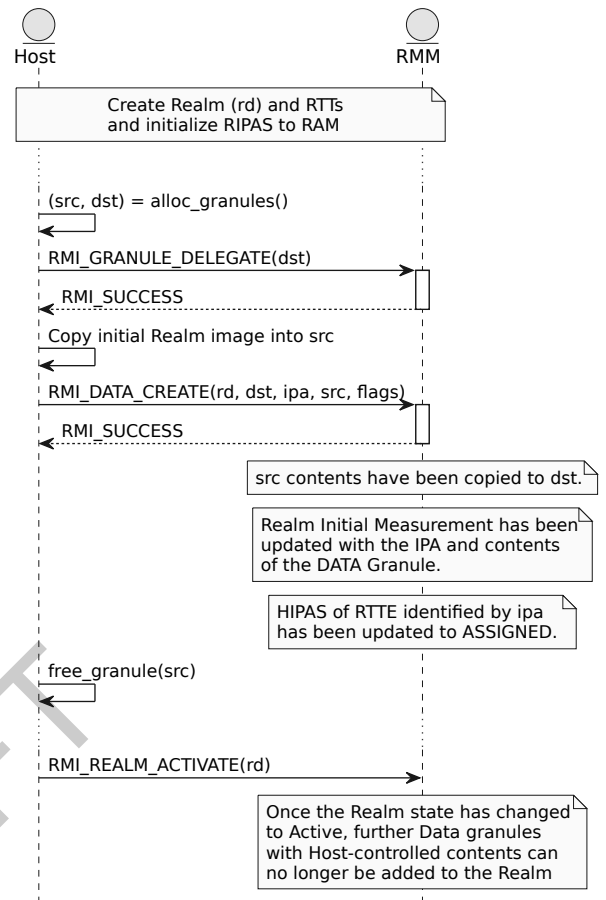 Host
RMM
Create Realm (rd) and RTTs
and initialize RIPAS to RAM
(src, dst) = alloc_granules()
RMI_GRANULE_DELEGATE(dst)
RMI_SUCCESS
Copy initial Realm image into src
RMI_DATA_CREATE(rd, dst, ipa, src, flags)
RMI_SUCCESS
src contents have been copied to dst.
Realm Initial Measurement has been
updated with the IPA and contents
of the DATA Granule.
HIPAS of RTTE identified by ipa
has been updated to ASSIGNED.
free_granule(src)
RMI_REALM_ACTIVATE(rd)
Once the Realm state has changed
to Active, further Data granules
with Host-controlled contents can
no longer be added to the Realm